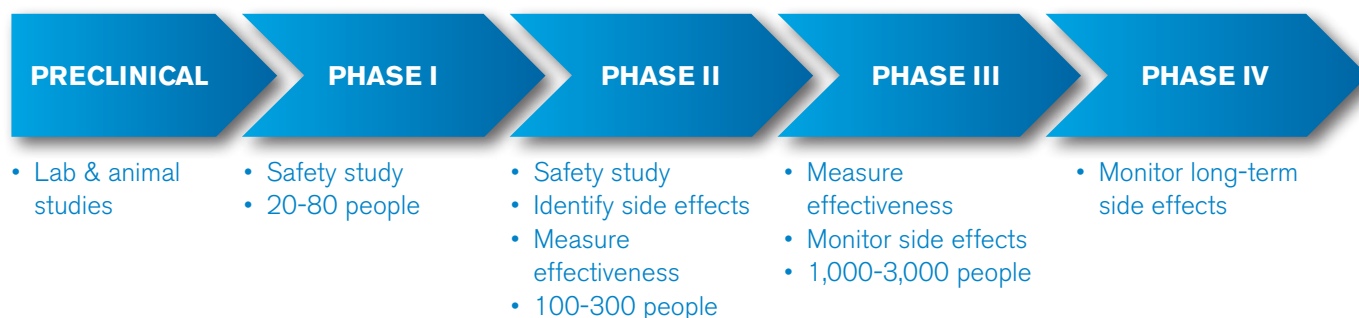 PRECLINICAL
• Lab & animal
studies
PHASE I
• Safety study
• 20-80 people
PHASE II
• Safety study
• Identify side effects
• Measure
effectiveness
• 100-300 people
PHASE III
• Measure
effectiveness
• Monitor side effects
• 1,000-3,000 people
PHASE IV
• Monitor long-term
side effects